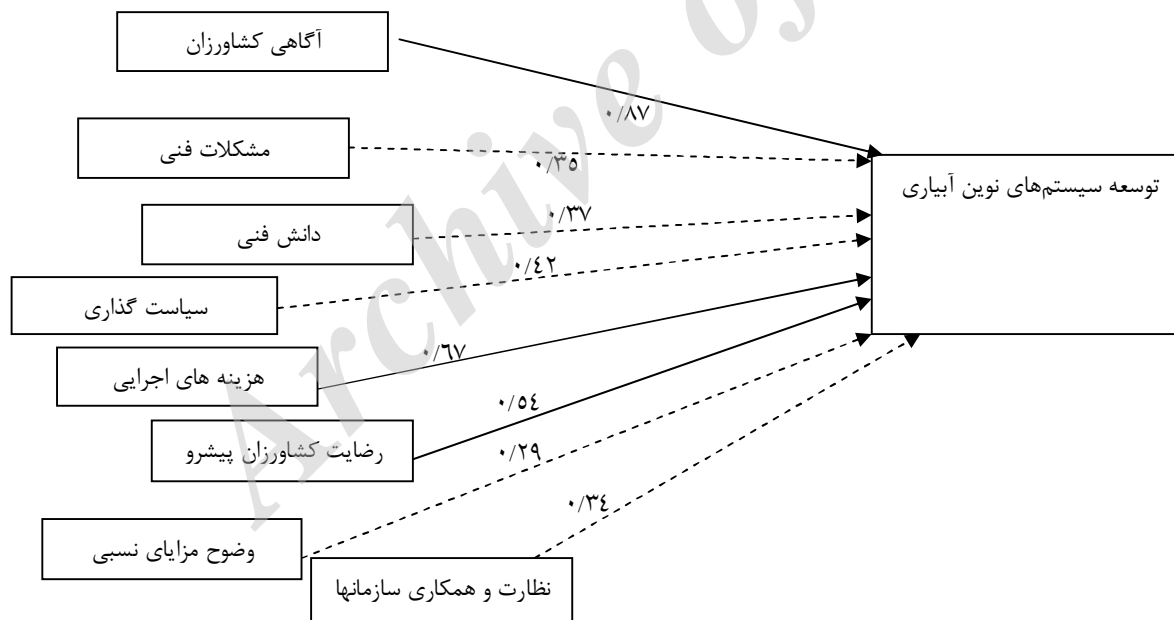 آگاهی کشاورزان
۰/۸۷
مشکلات فنی
۰/۳۵
توسعه سیستم‌های نوین آبیاری
دانش فنی
۰/۳۷
سیاست گذاری
۰/۴۲
هزینه های اجرایی
۰/۶۷
رضایت کشاورزان پیشرو
۰/۵۴
وضوح مزایای نسبی
۰/۲۹
نظارت و همکاری سازمانها
۰/۳۴
Archive of